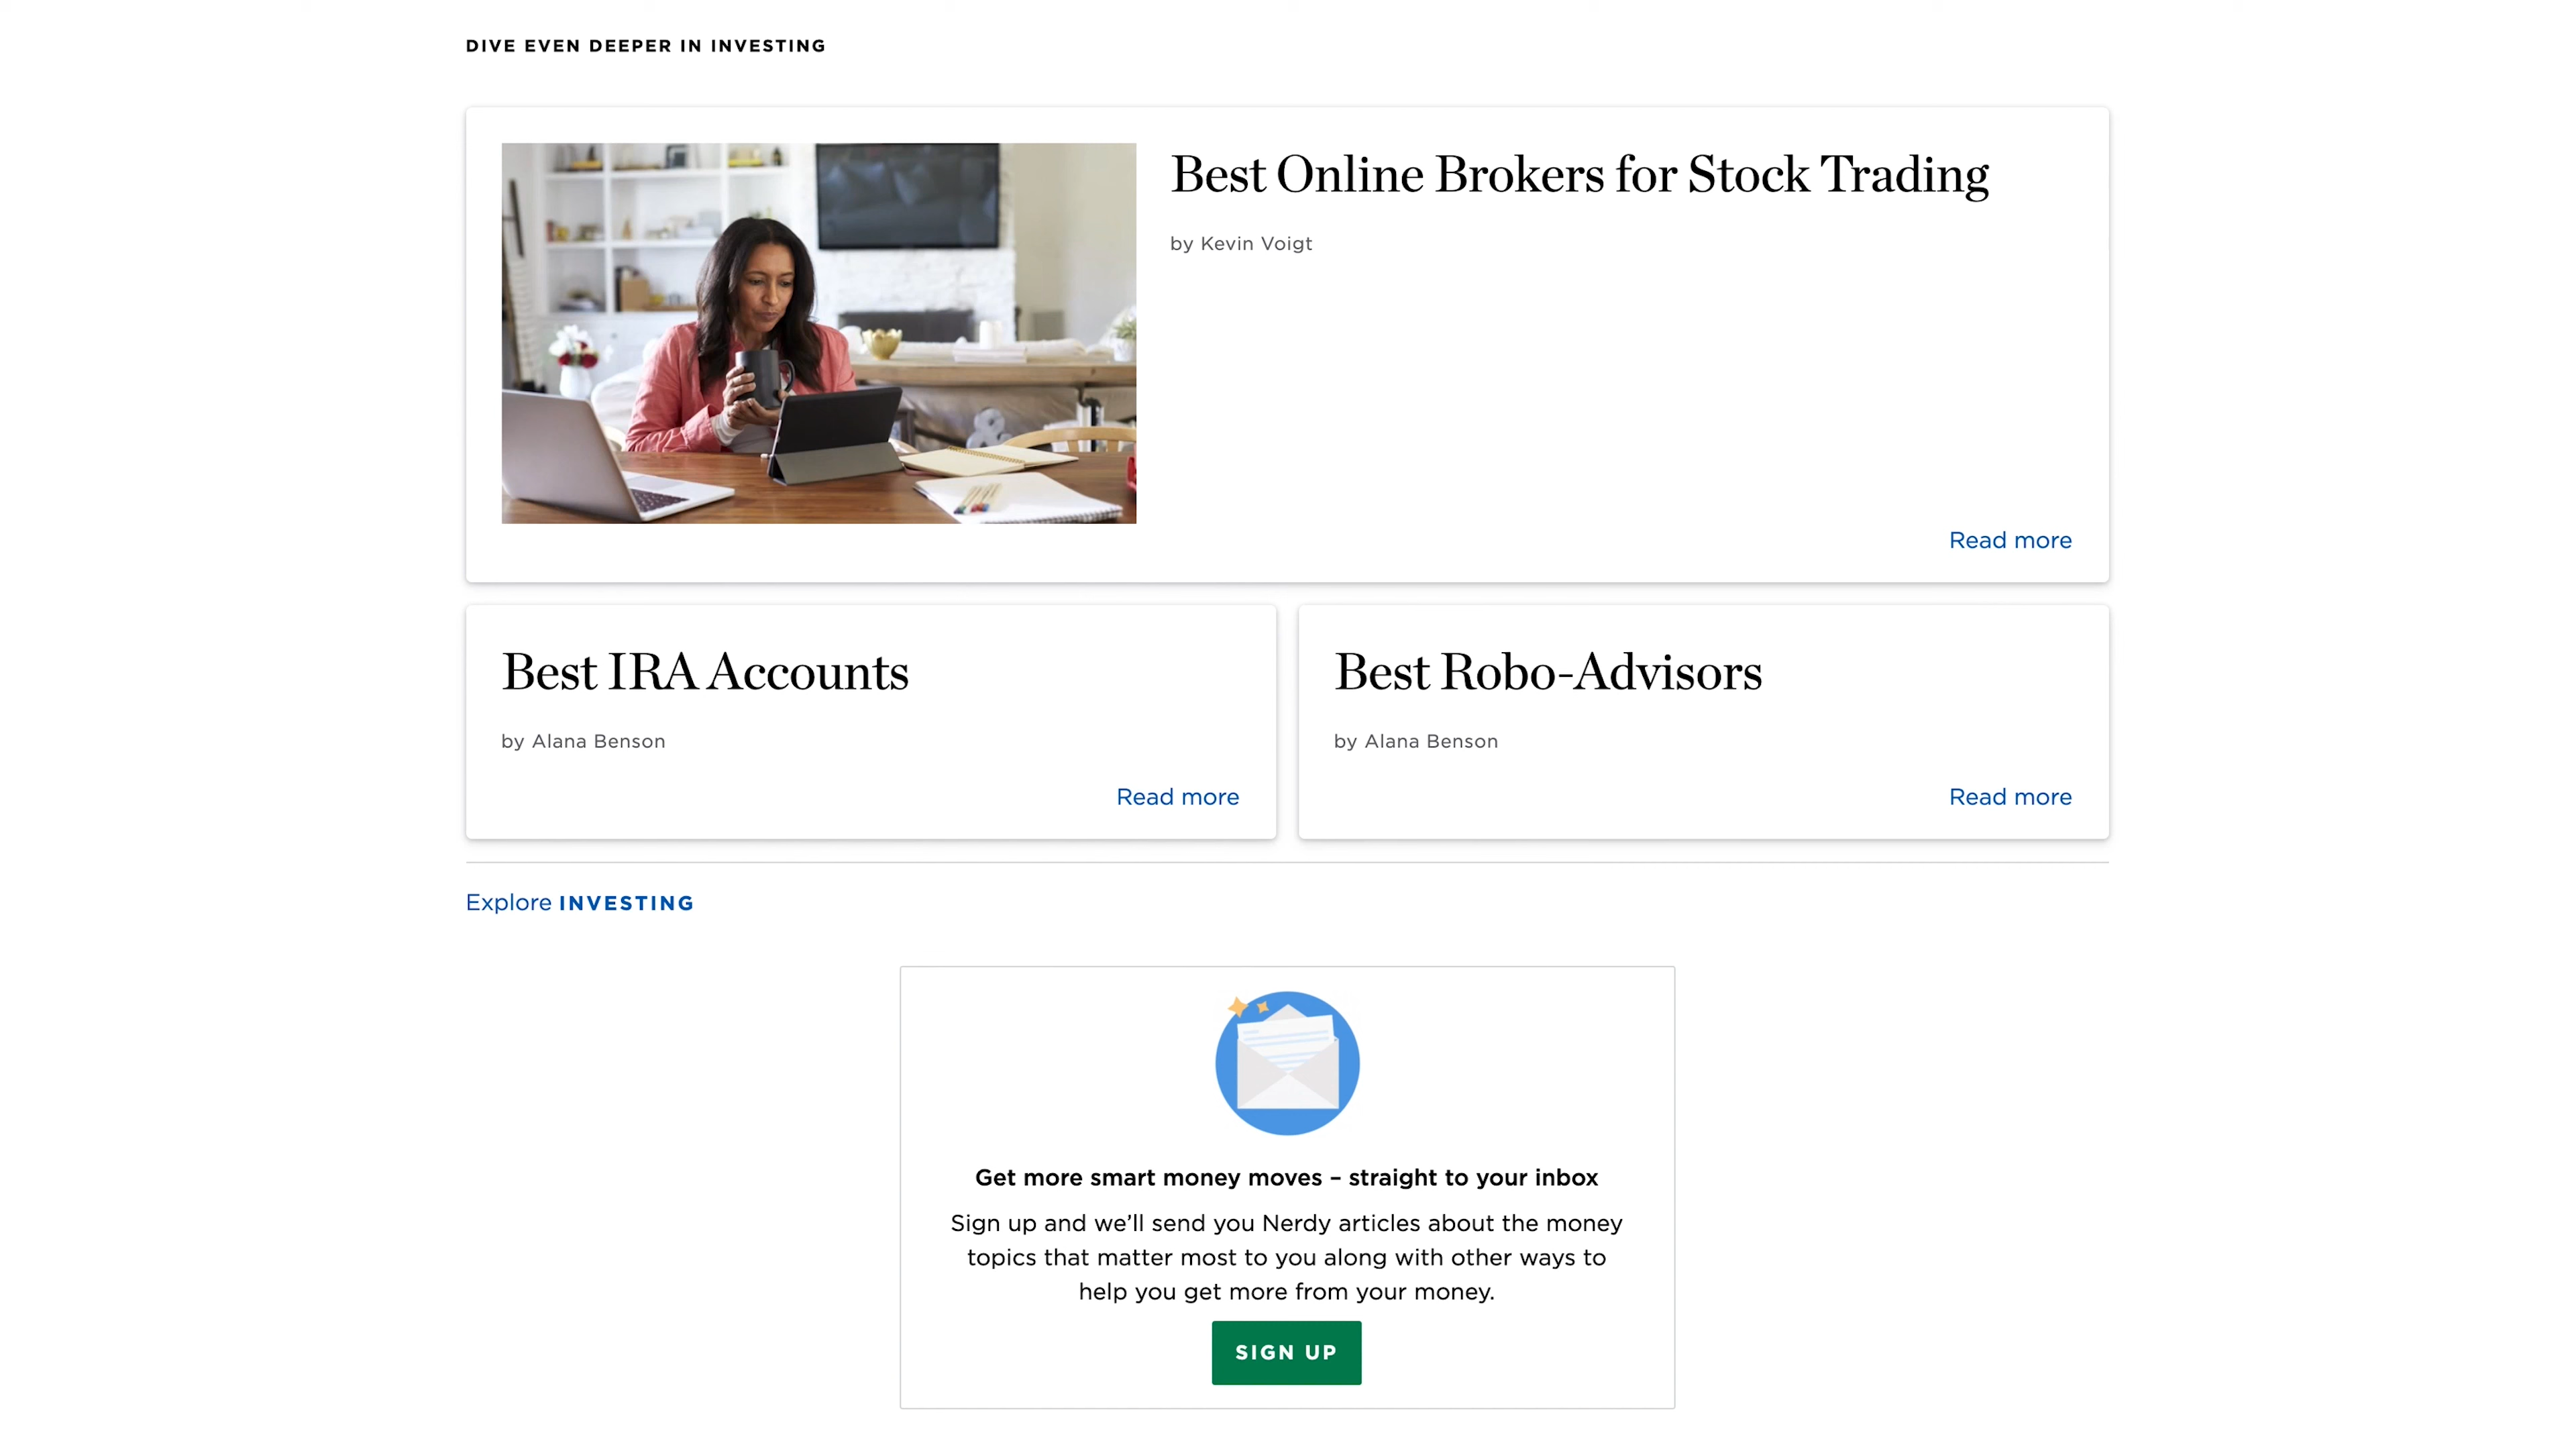 DIVE EVEN DEEPER IN INVESTING
Best Online Brokers for Stock Trading
by Kevin Voigt
Read more
Best IRA Accounts
by Alana Benson
Read more
Best Robo-Advisors
by Alana Benson
Read more
Explore INVESTING
Get more smart money moves – straight to your inbox
Sign up and we’ll send you Nerdy articles about the money
topics that matter most to you along with other ways to
help you get more from your money.
SIGN UP